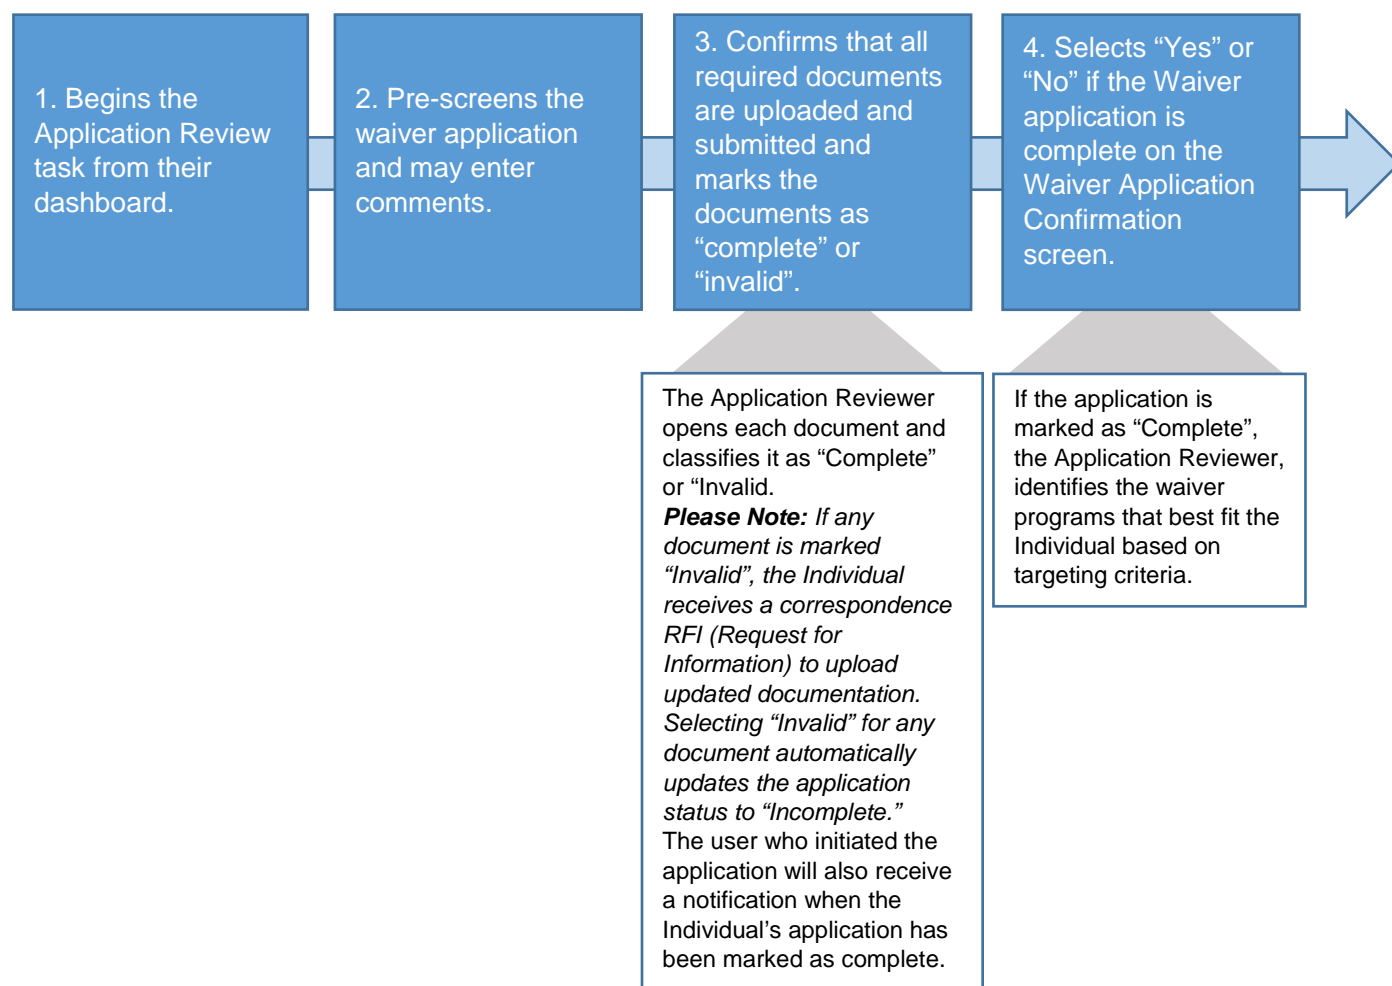 1. Begins the
Application Review
task from their
dashboard.
2. Pre-screens the
waiver application
and may enter
comments.
3. Confirms that all
required documents
are uploaded and
submitted and
marks the
documents as
“complete” or
“invalid”.
4. Selects “Yes” or
“No” if the Waiver
application is
complete on the
Waiver Application
Confirmation
screen.
The Application Reviewer
opens each document and
classifies it as “Complete”
or “Invalid.
Please Note: If any
document is marked
“Invalid”, the Individual
receives a correspondence
RFI (Request for
Information) to upload
updated documentation.
Selecting “Invalid” for any
document automatically
updates the application
status to “Incomplete.”
The user who initiated the
application will also receive
a notification when the
Individual’s application has
been marked as complete.
If the application is
marked as “Complete”,
the Application Reviewer,
identifies the waiver
programs that best fit the
Individual based on
targeting criteria.